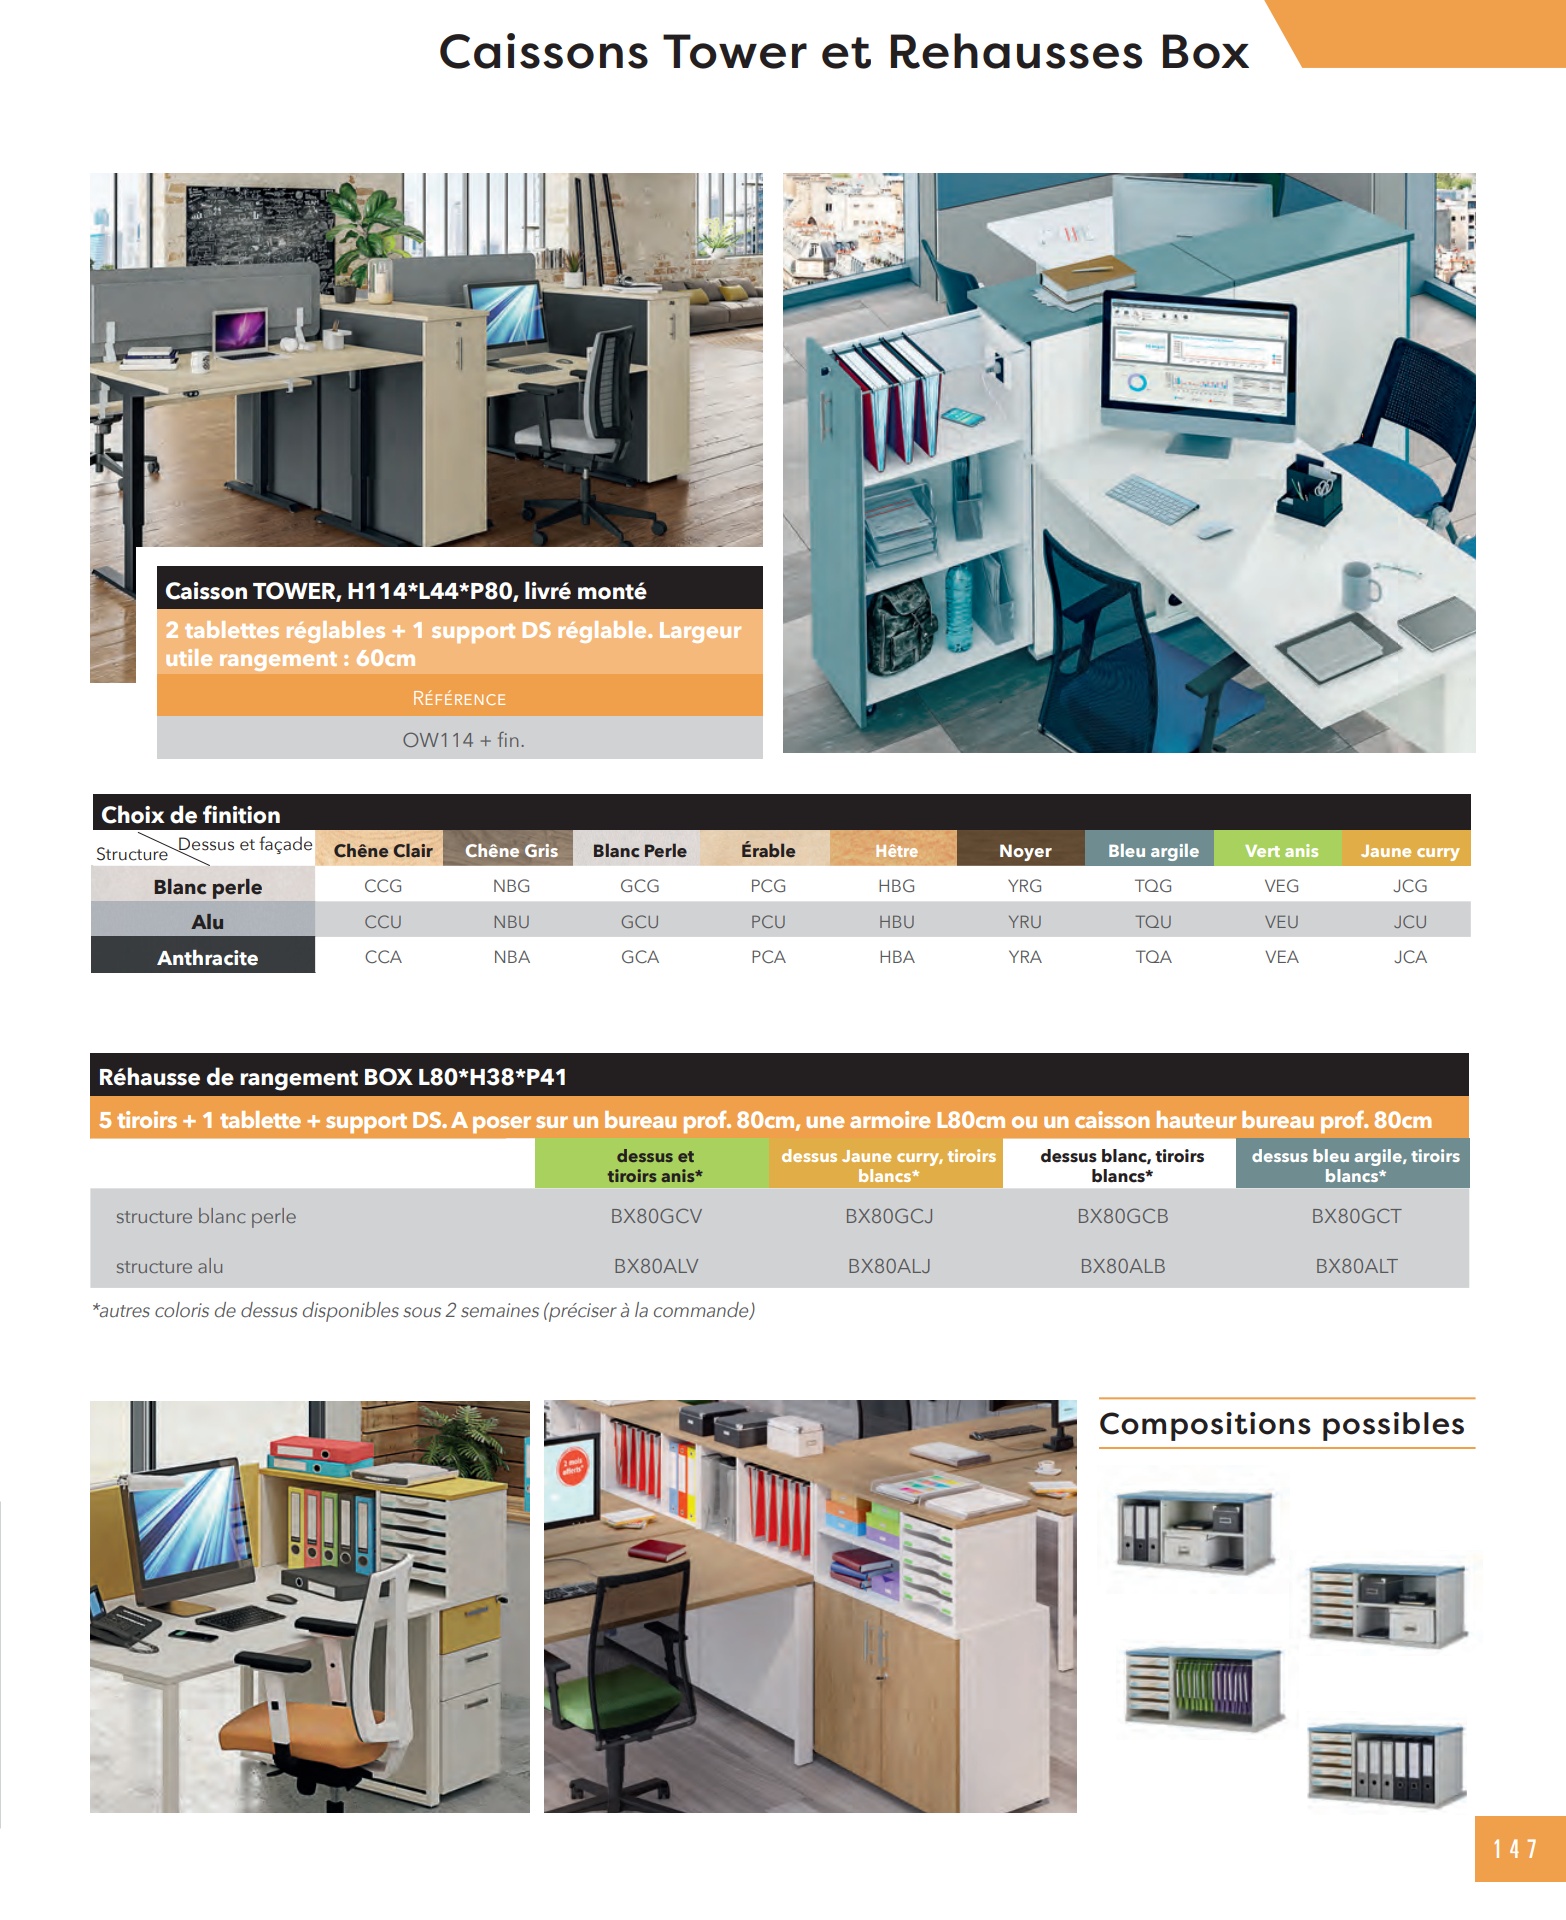 Caissons Tower et Rehausses Box
Caisson TOWER, H114*L44*P80, livré monté
2 tablettes réglables + 1 support DS réglable. Largeur
utile rangement : 60cm
Référence
OW114 + fin.
Choix de finition
Structure Dessus et façade Chêne Clair Chêne Gris Blanc Perle Érable Hêtre Noyer Bleu argile Vert anis Jaune curry
Blanc perle CCG NBG GCG PCG HBG YRG TQG VEG JCG
Alu CCU NBU GCU PCU HBU YRU TQU VEU JCU
Anthracite CCA NBA GCA PCA HBA YRA TQA VEA JCA
Réhausse de rangement BOX L80*H38*P41
5 tiroirs + 1 tablette + support DS. A poser sur un bureau prof. 80cm, une armoire L80cm ou un caisson hauteur bureau prof. 80cm
dessus et dessus Jaune curry, tiroirs dessus blanc, tiroirs dessus bleu argile, tiroirs
tiroirs anis* blancs* blancs* blancs*
structure blanc perle BX80GCV BX80GCJ BX80GCB BX80GCT
structure alu BX80ALV BX80ALJ BX80ALB BX80ALT
*autres coloris de dessus disponibles sous 2 semaines (préciser à la commande)
2 mois
offerts*
Compositions possibles
147